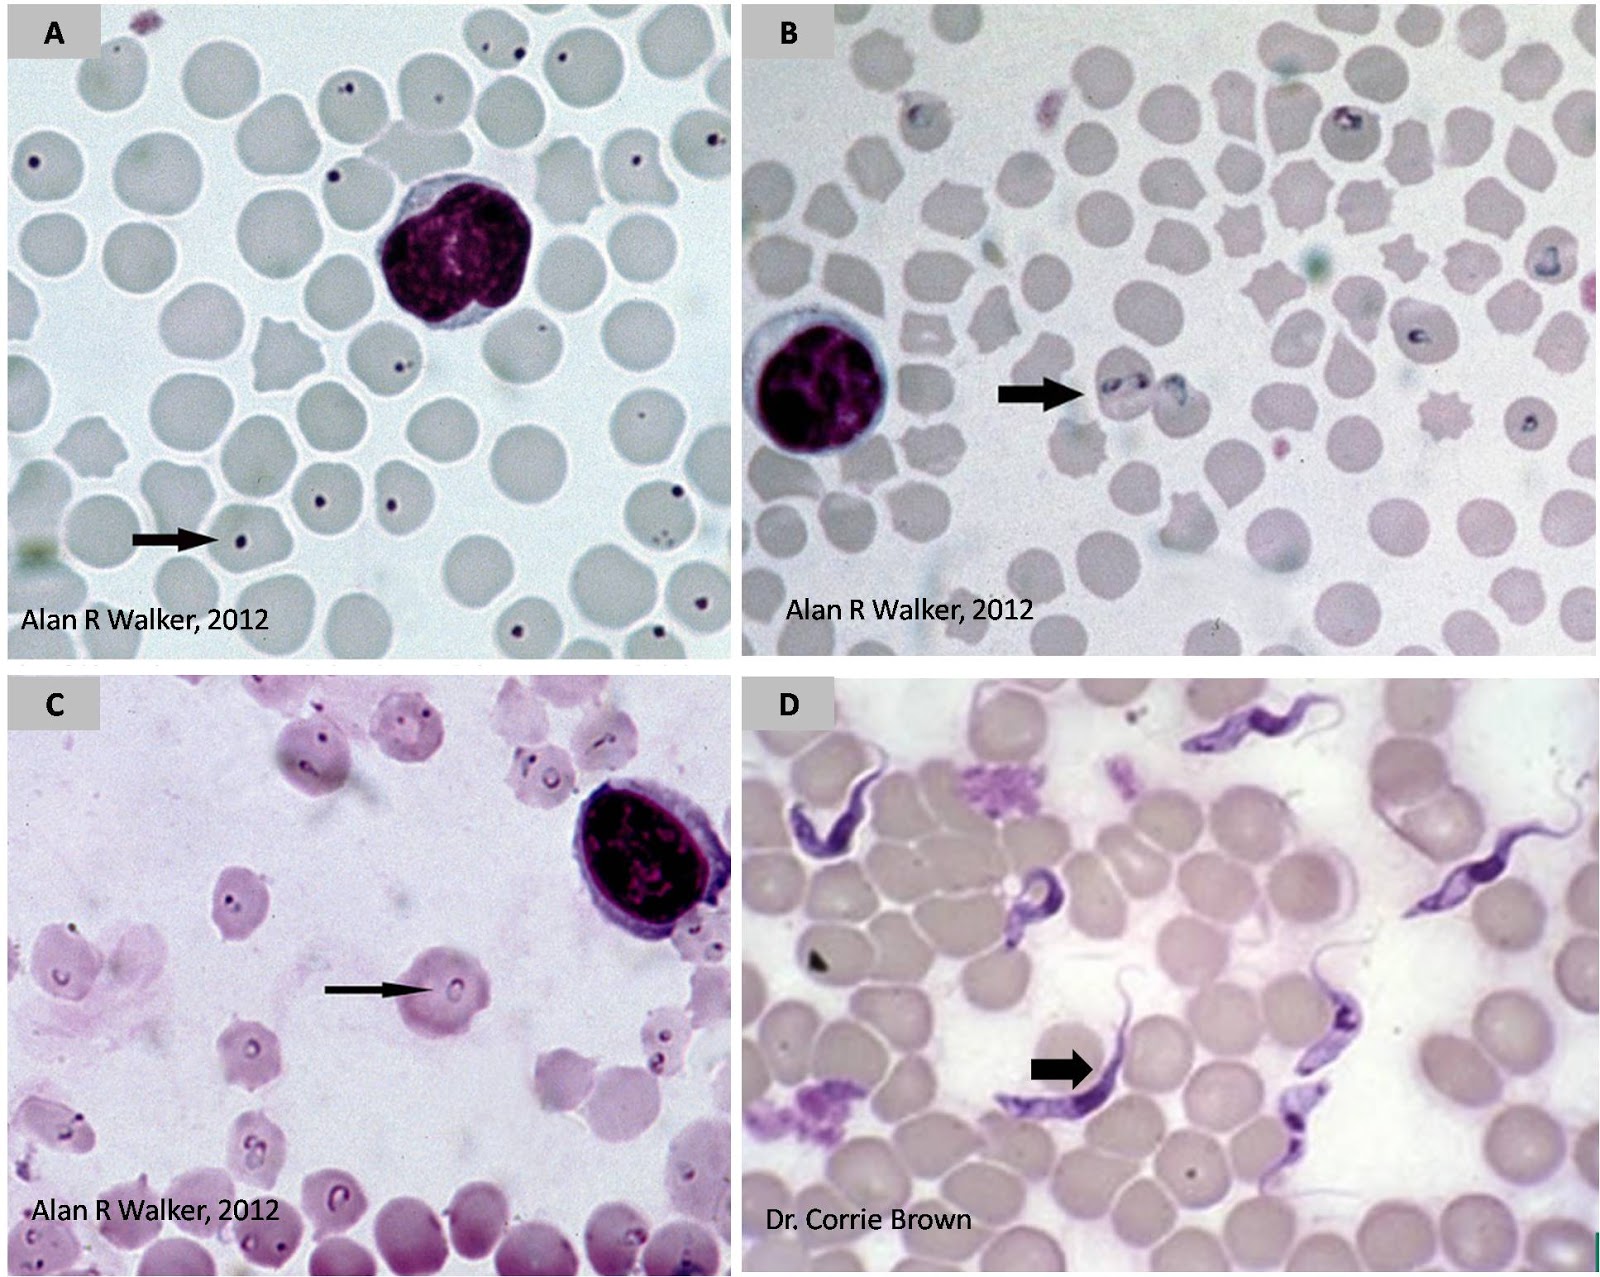 A
B
Alan R Walker, 2012
Alan R Walker, 2012
C
D
Alan R Walker, 2012
Dr. Corrie Brown